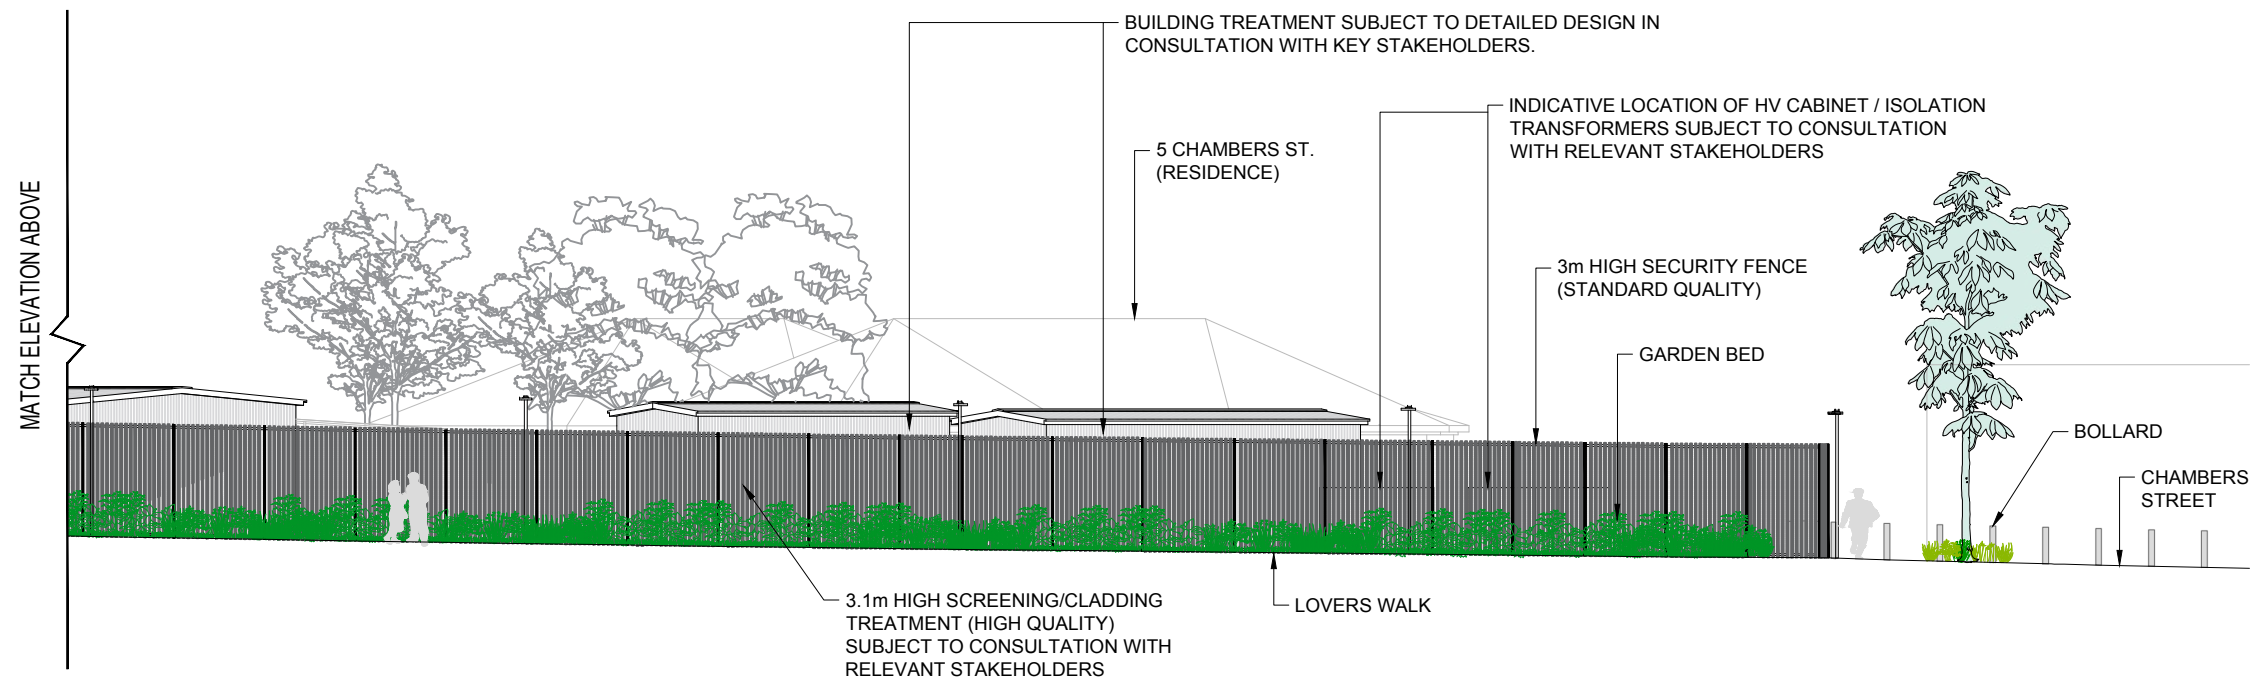 BUILDING TREATMENT SUBJECT TO DETAILED DESIGN IN
CONSULTATION WITH KEY STAKEHOLDERS.
INDICATIVE LOCATION OF HV CABINET / ISOLATION
TRANSFORMERS SUBJECT TO CONSULTATION
WITH RELEVANT STAKEHOLDERS
5 CHAMBERS ST.
(RESIDENCE)
MATCH ELEVATION ABOVE
3m HIGH SECURITY FENCE
(STANDARD QUALITY)
GARDEN BED
BOLLARD
CHAMBERS
STREET
3.1m HIGH SCREENING/CLADDING
TREATMENT (HIGH QUALITY)
SUBJECT TO CONSULTATION WITH
RELEVANT STAKEHOLDERS
LOVERS WALK